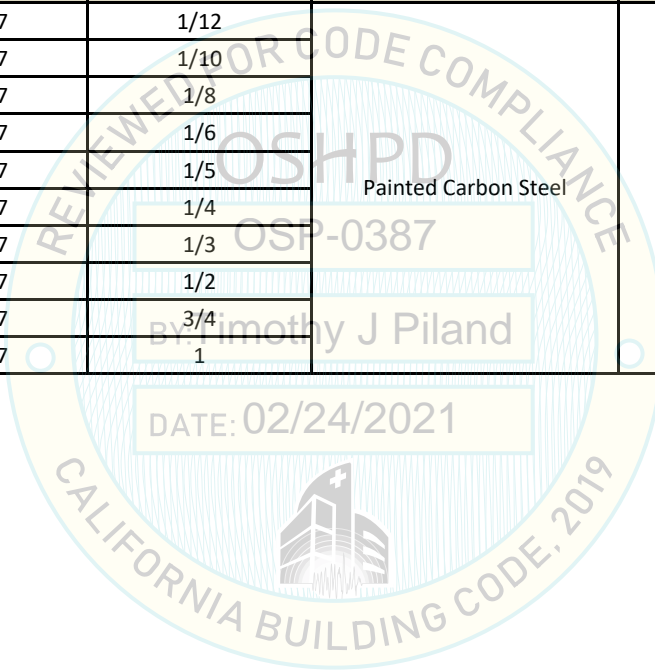 7 1/12
7 1/10
7 1/8
7 1/6
7 1/5
7 1/4
7 1/3
7 1/2
7 3/4
7 1
Painted Carbon Steel
REVIEWED FOR CODE COMPLIANCE
OSHPD
OSP-0387
BY: Timothy J Piland
DATE: 02/24/2021
CALIFORNIA BUILDING CODE, 2019